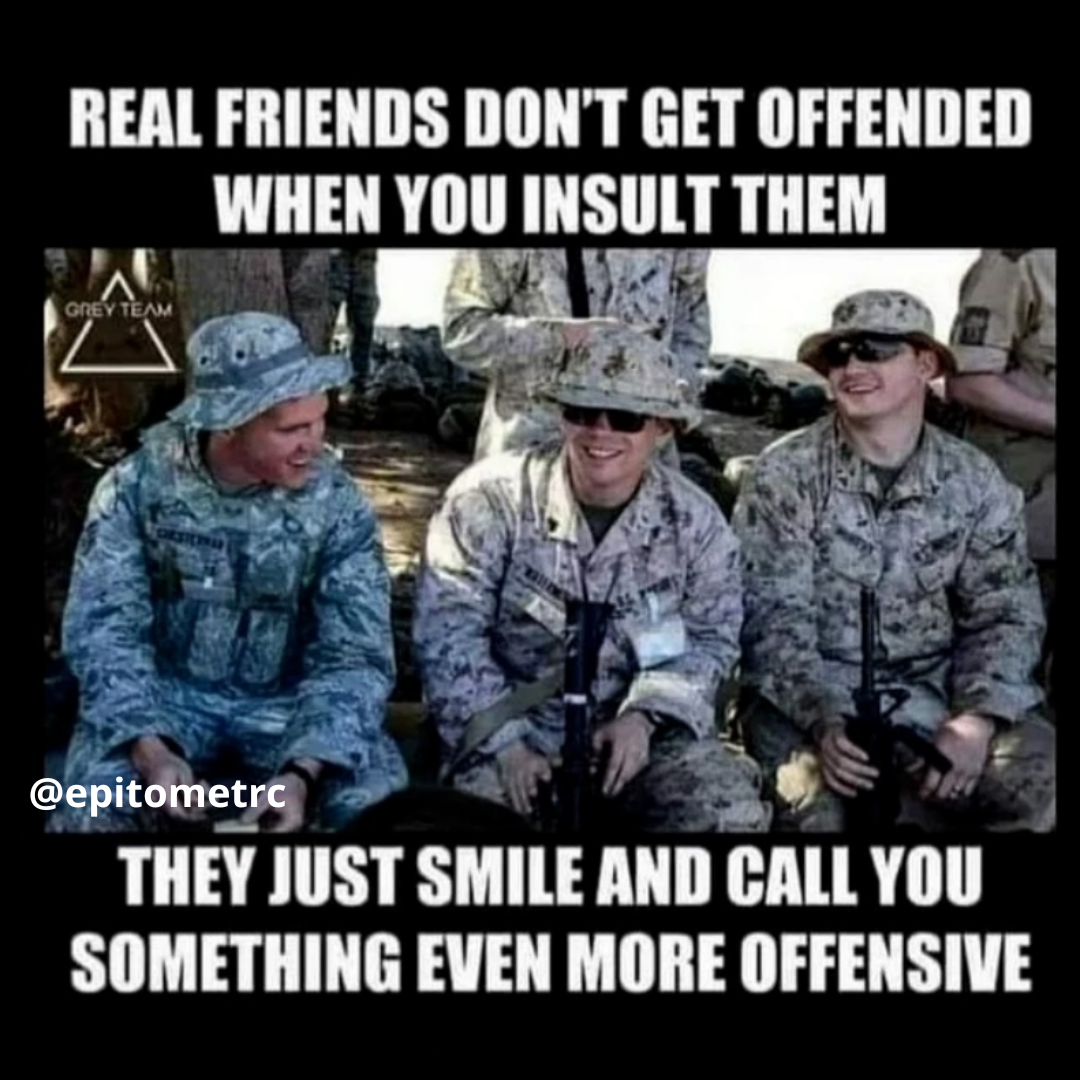 REAL FRIENDS DON'T GET OFFENDED
WHEN YOU INSULT THEM
GREY TEAM
@epitometrc
THEY JUST SMILE AND CALL YOU
SOMETHING EVEN MORE OFFENSIVE